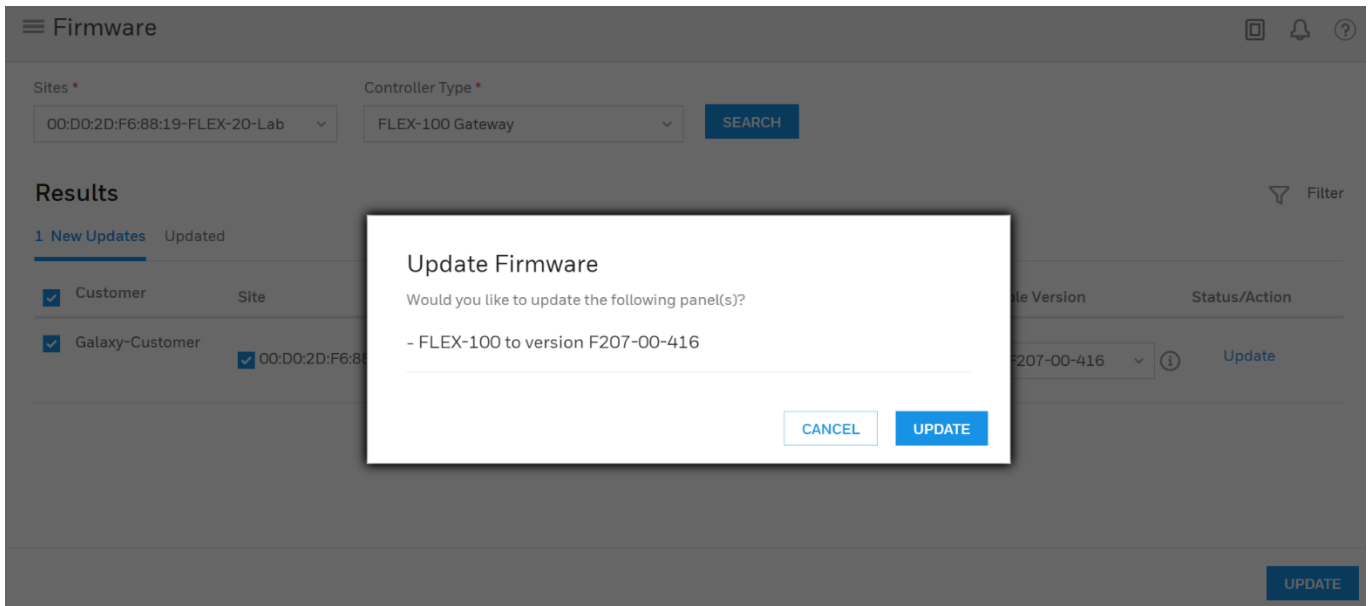 Firmware
Sites * Controller Type *
00:D0:2D:F6:88:19-FLEX-20-Lab FLEX-100 Gateway SEARCH
Results
Filter
1 New Updates Updated
Update Firmware
Would you like to update the following panel(s)?
- FLEX-100 to version F207-00-416
CANCEL UPDATE
Customer Site Version Status/Action
Galaxy-Customer 00:D0:2D:F6:8 207-00-416 Update
UPDATE